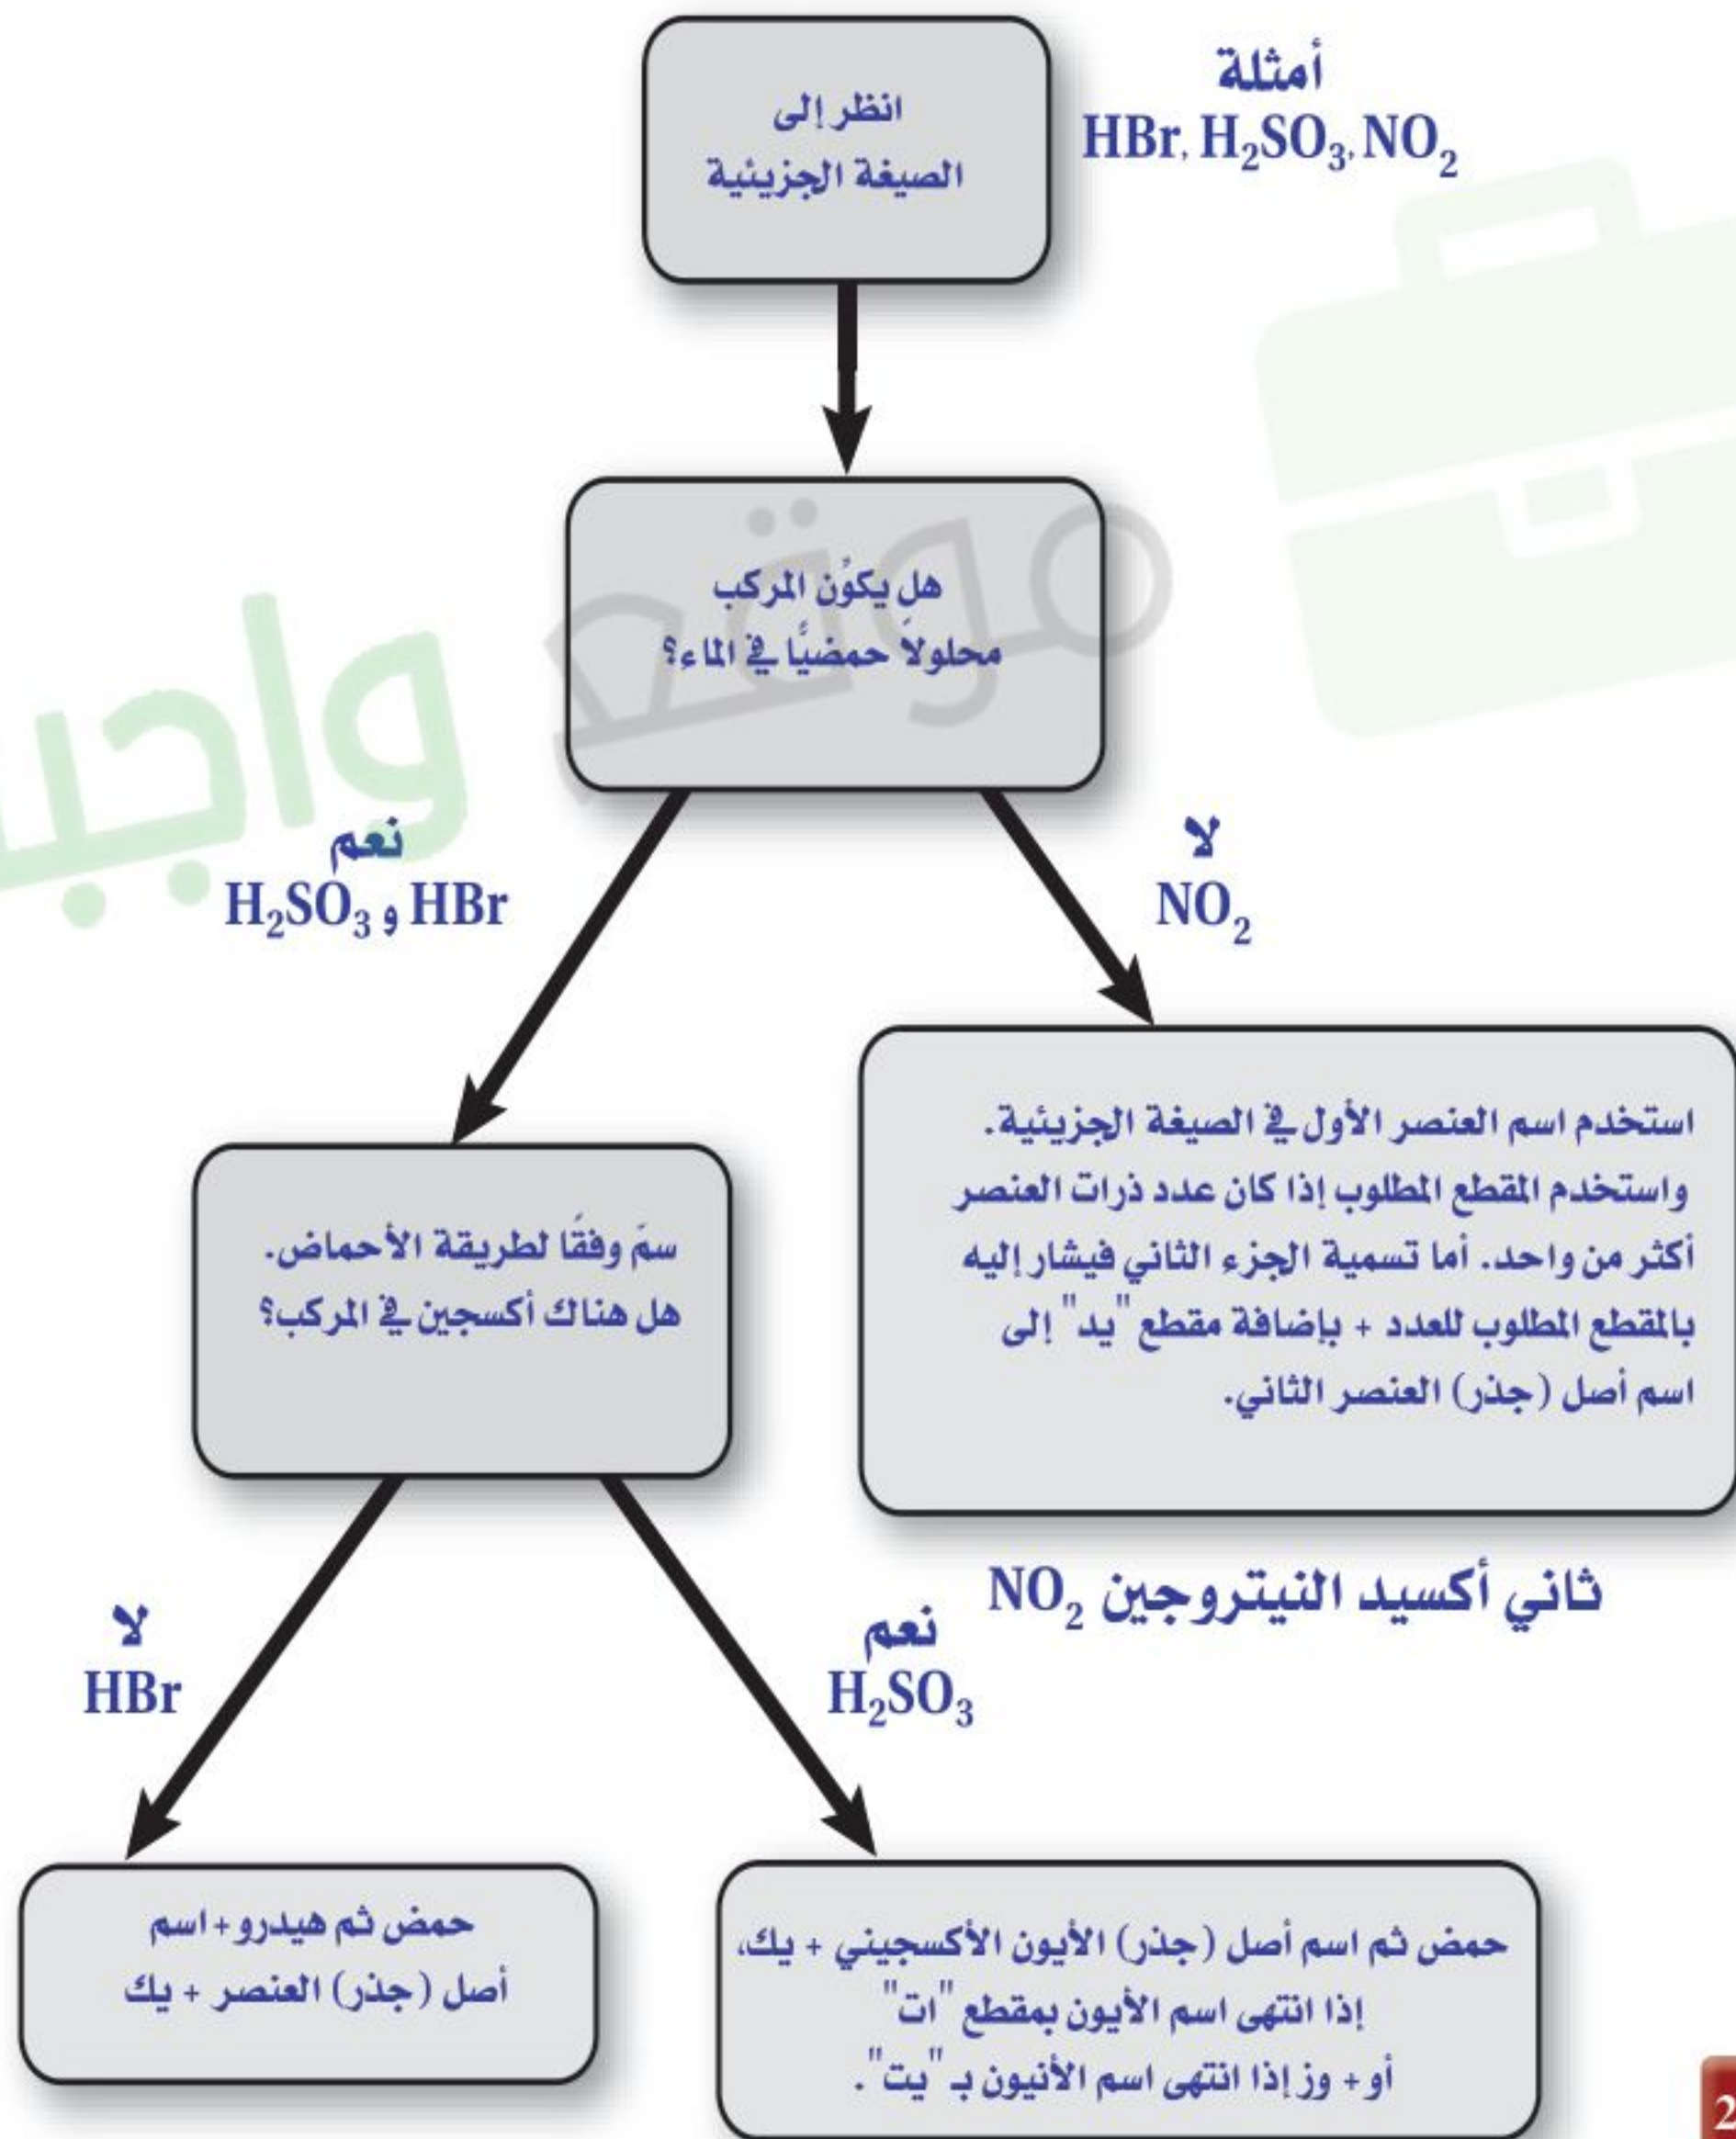 أمثلة
HBr, H₂SO₃, NO₂
انظر إلى
الصيغة الجزيئية
هل يكوِّن المركب
محلولاً حمضيًّا في الماء؟
موقع
واجب
نعم
HBr و H₂SO₃
لا
NO₂
استخدم اسم العنصر الأول في الصيغة الجزيئية.
واستخدم المقطع المطلوب إذا كان عدد ذرات العنصر
أكثر من واحد. أما تسمية الجزء الثاني فيشار إليه
بالمقطع المطلوب للعدد + بإضافة مقطع "يد" إلى
اسم أصل (جذر) العنصر الثاني.
ثاني أكسيد النيتروجين NO₂
سمِّ وفقًا لطريقة الأحماض.
هل هناك أكسجين في المركب؟
نعم
H₂SO₃
لا
HBr
حمض ثم اسم أصل (جذر) الأيون الأكسجيني + يك،
إذا انتهى اسم الأيون بمقطع "ات"
أو + وز إذا انتهى اسم الأنيون بـ "يت".
حمض ثم هيدرو + اسم
أصل (جذر) العنصر + يك
2